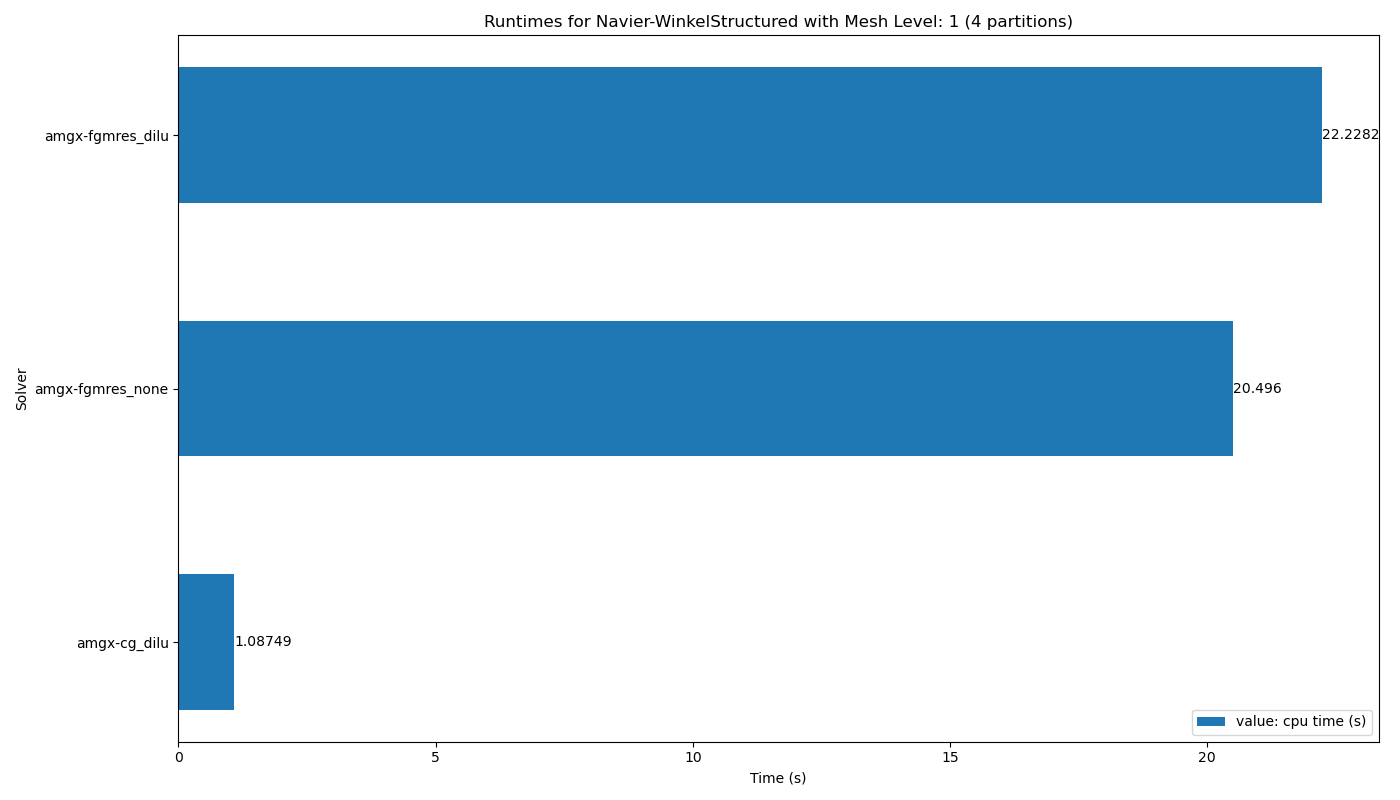 Runtimes for Navier-WinkelStructured with Mesh Level: 1 (4 partitions)
amgx-fgmres_dilu
22.2282
amgx-fgmres_none
20.496
amgx-cg_dilu
1.08749
Solver
value: cpu time (s)
0 5 10 15 20
Time (s)